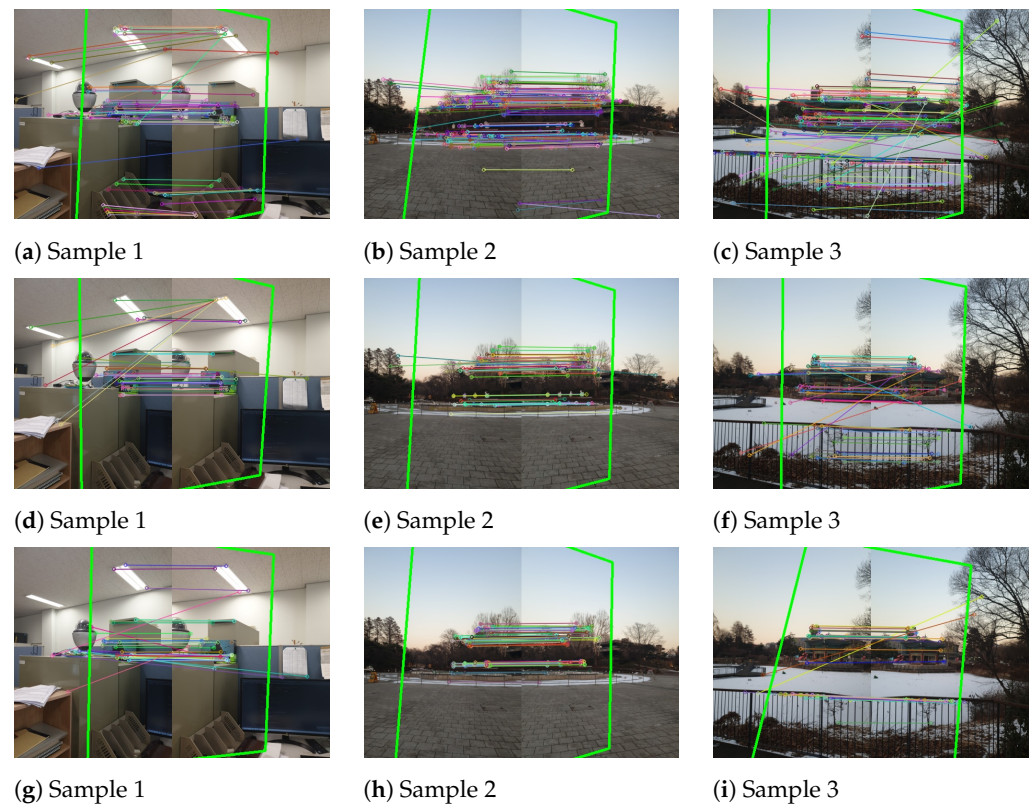 (a) Sample 1
(b) Sample 2
(c) Sample 3
(d) Sample 1
(e) Sample 2
(f) Sample 3
(g) Sample 1
(h) Sample 2
(i) Sample 3